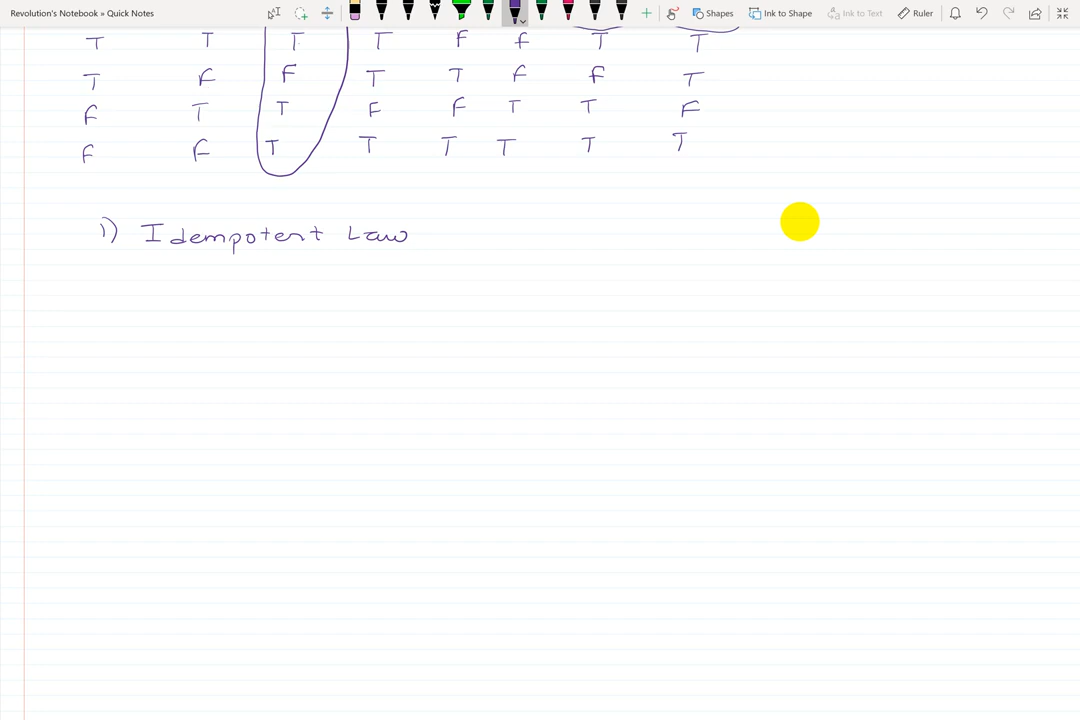 Revolution's Notebook » Quick Notes
Shapes Ink to Shape Ink to Text Ruler
T T T T F f T T
T F F T T F F T
F T T F F T T F
F F T T T T T T
1) Idempotent Law